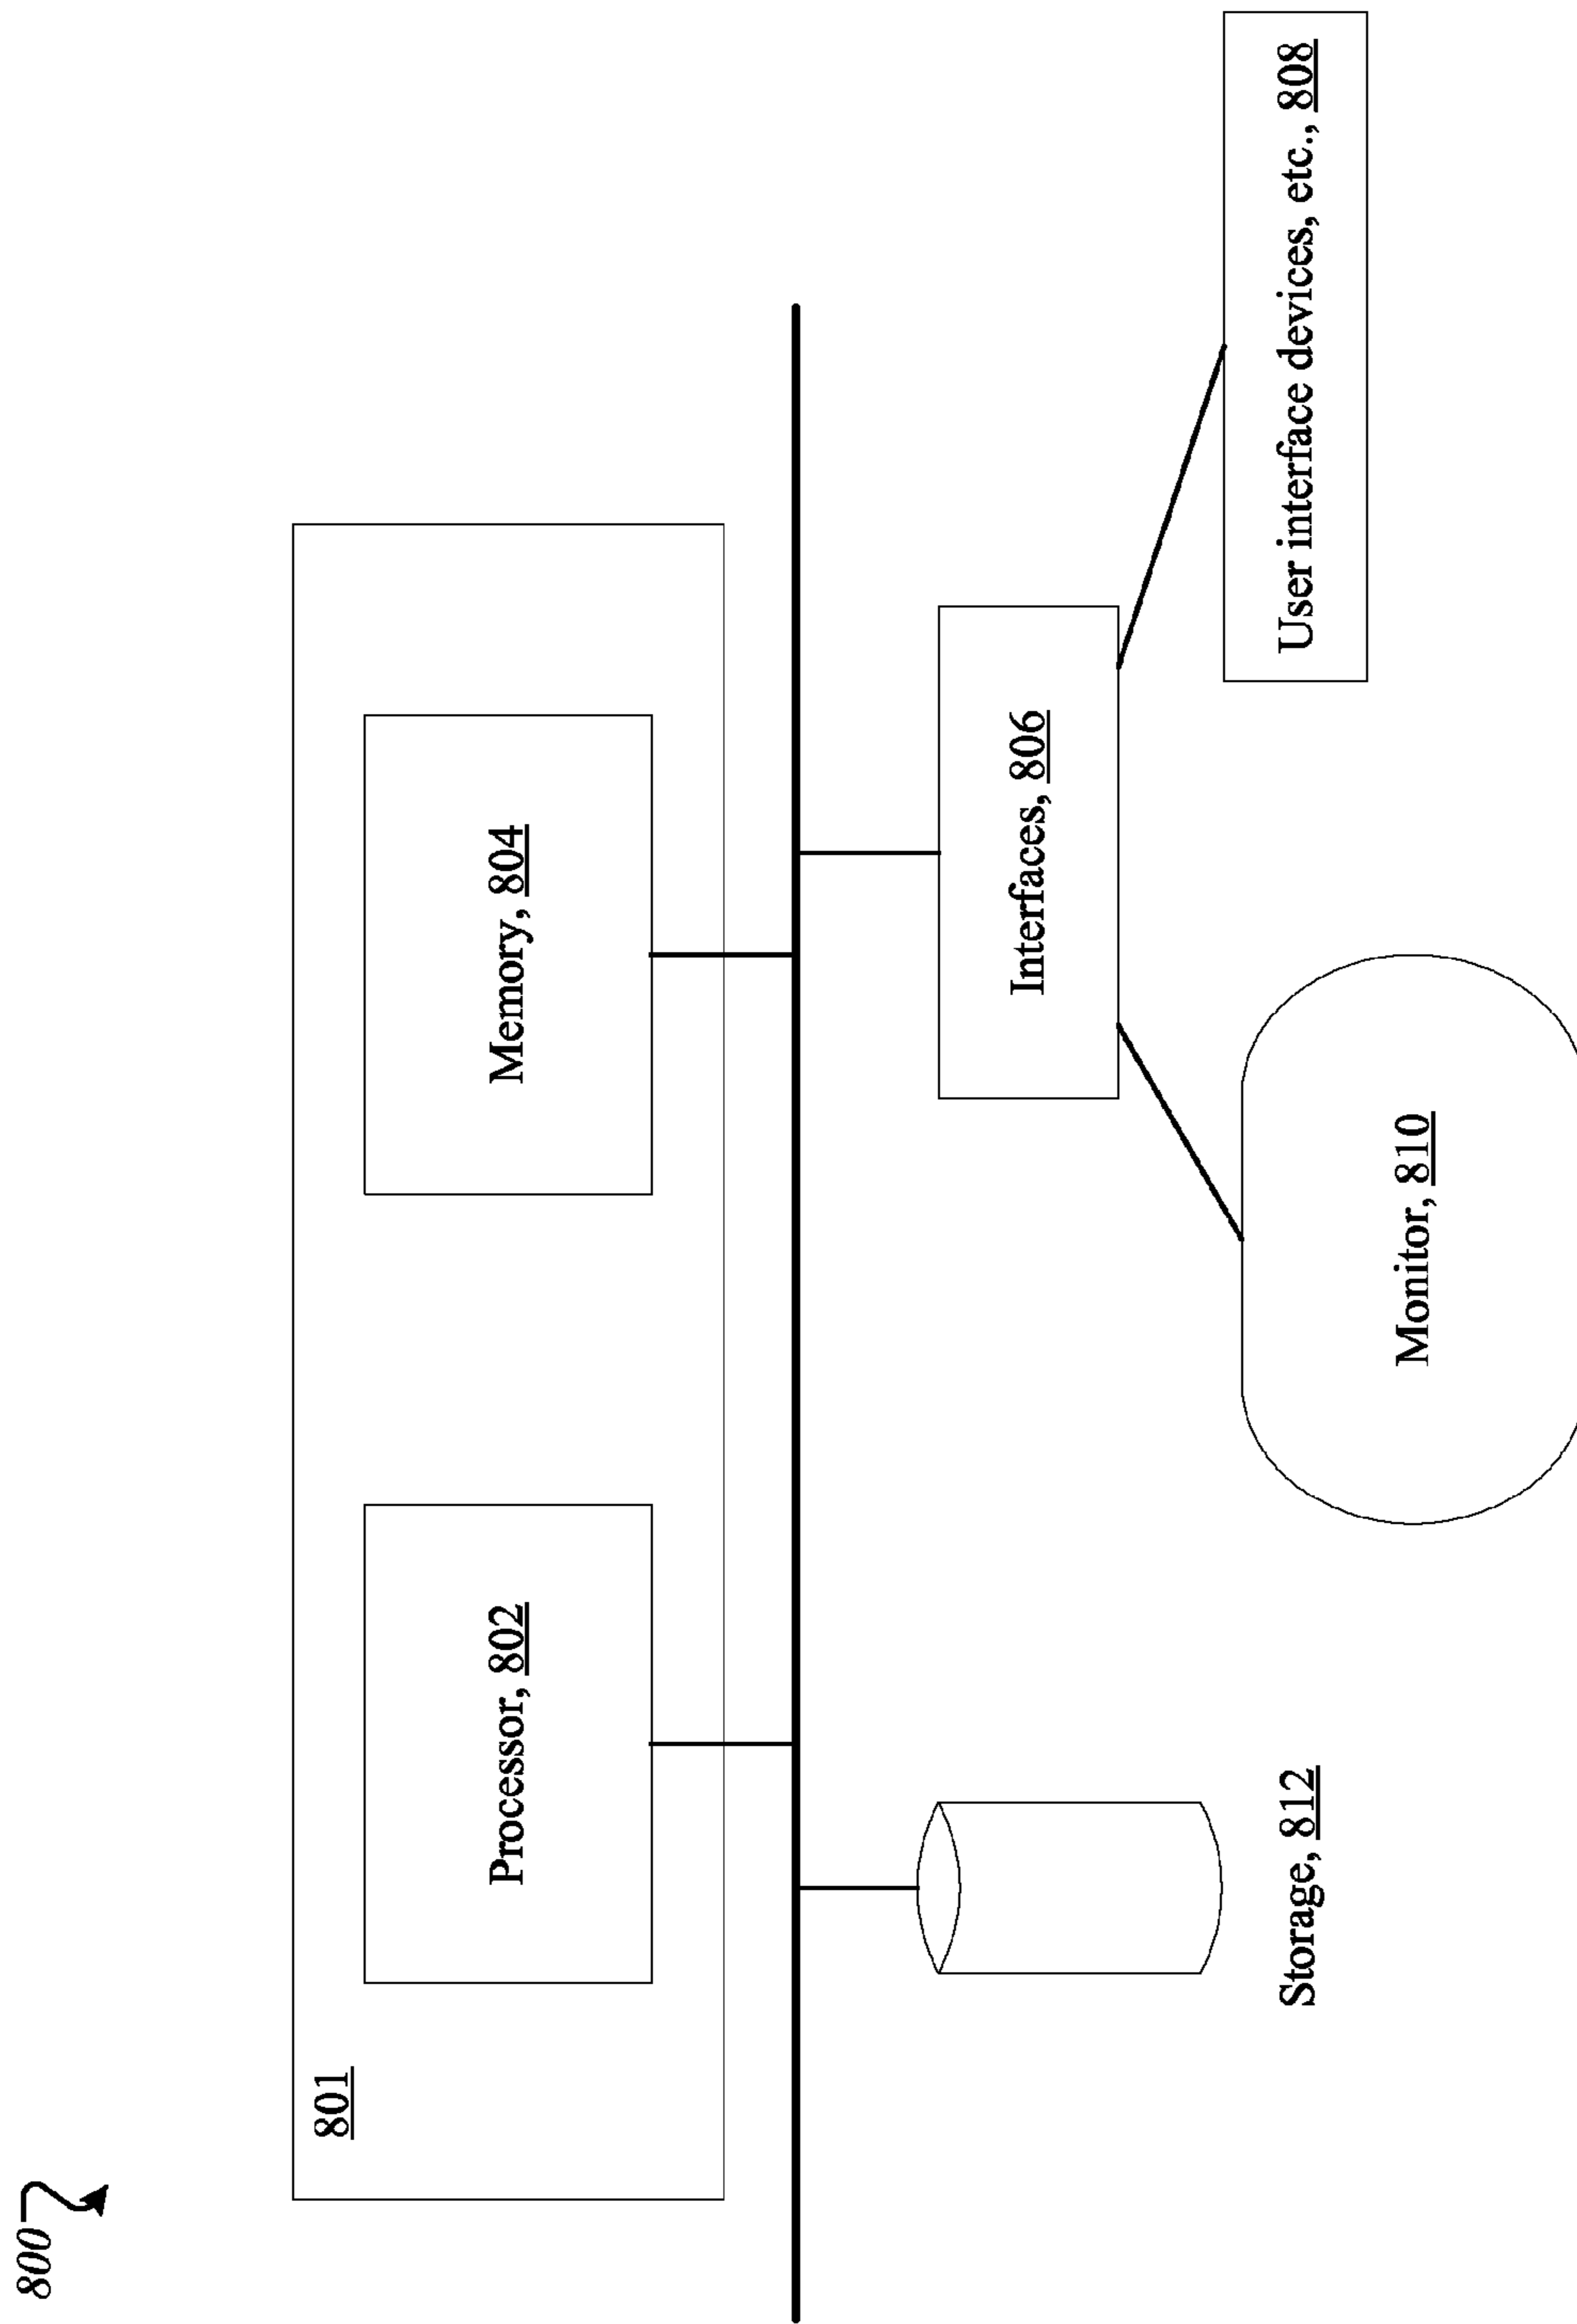 800
801
Processor, 802
Memory, 804
Interfaces, 806
Storage, 812
User interface devices, etc., 808
Monitor, 810